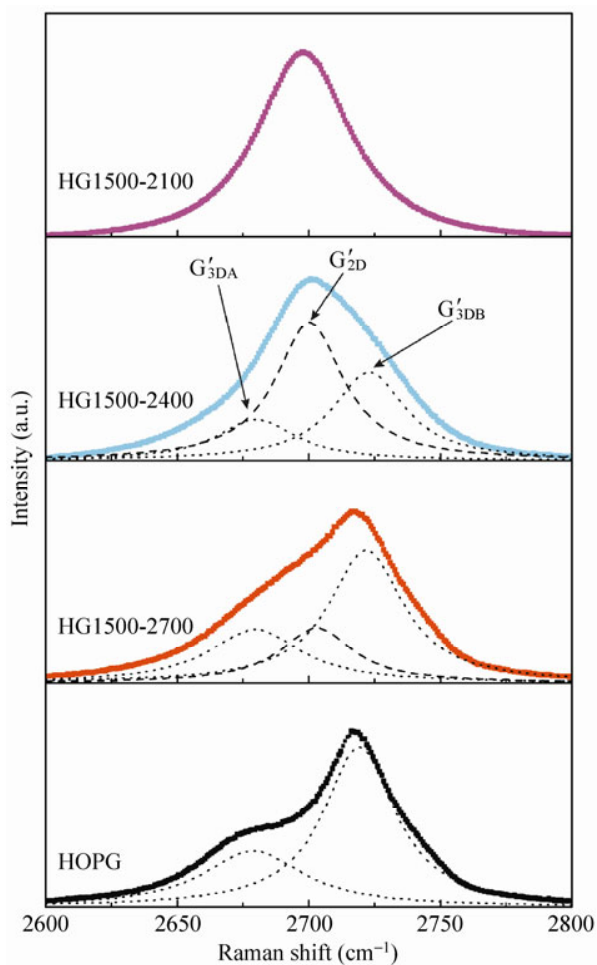 HG1500-2100
G′3DA
G′2D
G′3DB
HG1500-2400
Intensity (a.u.)
HG1500-2700
HOPG
2600 2650 2700 2750 2800
Raman shift (cm⁻¹)